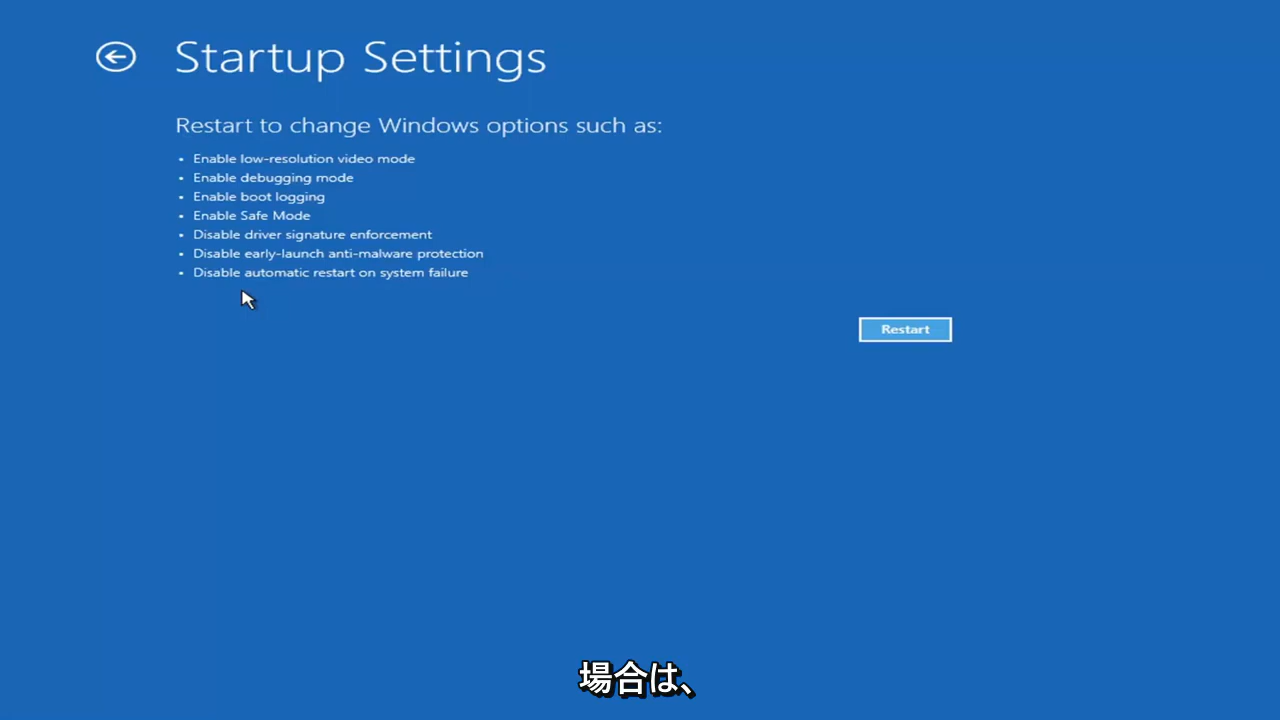 Startup Settings
Restart to change Windows options such as:
• Enable low-resolution video mode
• Enable debugging mode
• Enable boot logging
• Enable Safe Mode
• Disable driver signature enforcement
• Disable early-launch anti-malware protection
• Disable automatic restart on system failure
Restart
場合は、